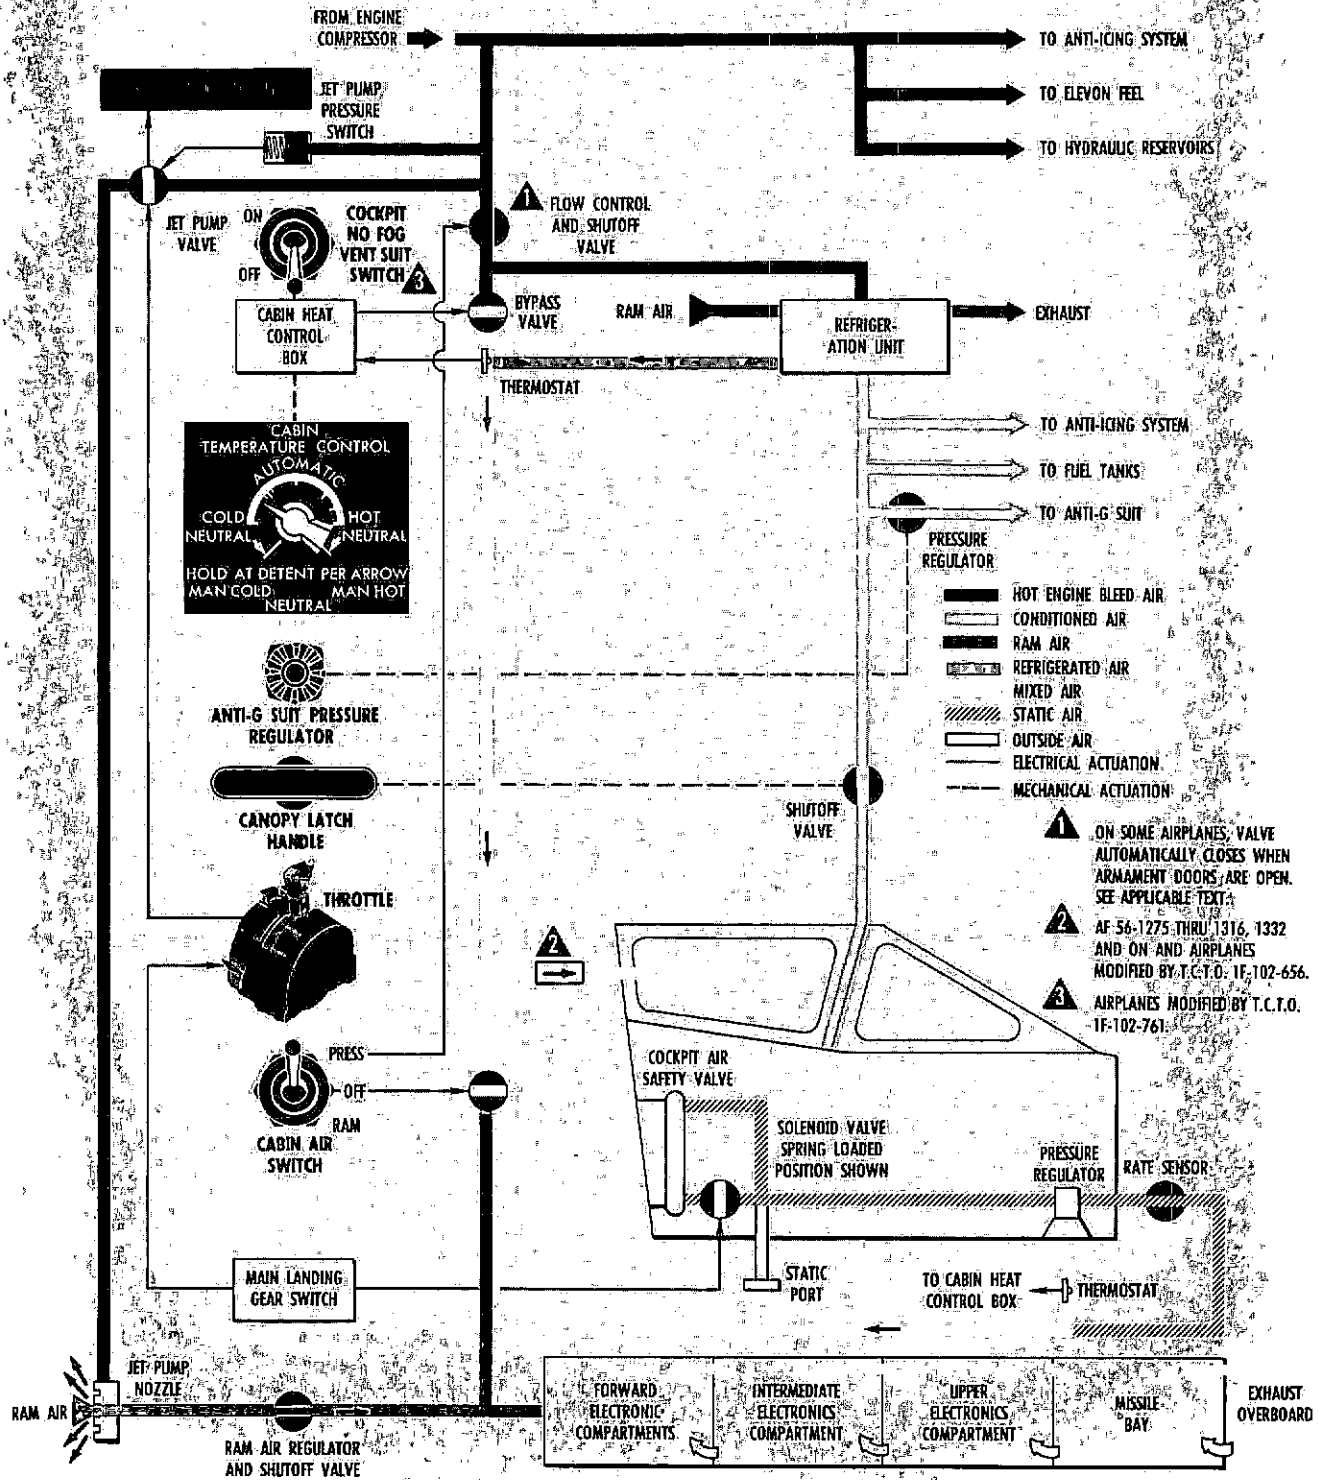 FROM ENGINE
COMPRESSOR
TO ANTI-ICING SYSTEM
TO ELEVON FEEL
TO HYDRAULIC RESERVOIRS
JET PUMP
PRESSURE
SWITCH
JET PUMP
VALVE
ON
OFF
COCKPIT
NO FOG
VENT SUIT
SWITCH
3
1
FLOW CONTROL
AND SHUTOFF
VALVE
CABIN HEAT
CONTROL
BOX
BYPASS
VALVE
RAM AIR
REFRIGER-
ATION UNIT
EXHAUST
THERMOSTAT
CABIN
TEMPERATURE CONTROL
AUTOMATIC
COLD
NEUTRAL
HOT
NEUTRAL
HOLD AT DETENT PER ARROW
MAN COLD MAN HOT
NEUTRAL
TO ANTI-ICING SYSTEM
TO FUEL TANKS
TO ANTI-G SUIT
PRESSURE
REGULATOR
HOT ENGINE BLEED AIR
CONDITIONED AIR
RAM AIR
REFRIGERATED AIR
MIXED AIR
STATIC AIR
OUTSIDE AIR
ELECTRICAL ACTUATION
MECHANICAL ACTUATION
ANTI-G SUIT PRESSURE
REGULATOR
CANOPY LATCH
HANDLE
SHUTOFF
VALVE
1 ON SOME AIRPLANES, VALVE
AUTOMATICALLY CLOSES WHEN
ARMAMENT DOORS ARE OPEN.
SEE APPLICABLE TEXT.
2 AF 56-1275 THRU 1316, 1332
AND ON AND AIRPLANES
MODIFIED BY T.C.T.O. 1F-102-656.
3 AIRPLANES MODIFIED BY T.C.T.O.
1F-102-761.
THROTTLE
2
PRESS
OFF
RAM
CABIN AIR
SWITCH
COCKPIT AIR
SAFETY VALVE
SOLENOID VALVE
SPRING LOADED
POSITION SHOWN
PRESSURE
REGULATOR
RATE SENSOR
MAIN LANDING
GEAR SWITCH
STATIC
PORT
TO CABIN HEAT
CONTROL BOX
THERMOSTAT
JET PUMP
NOZZLE
RAM AIR
RAM AIR REGULATOR
AND SHUTOFF VALVE
FORWARD
ELECTRONIC
COMPARTMENTS
INTERMEDIATE
ELECTRONICS
COMPARTMENT
UPPER
ELECTRONICS
COMPARTMENT
MISSILE
BAY
EXHAUST
OVERBOARD